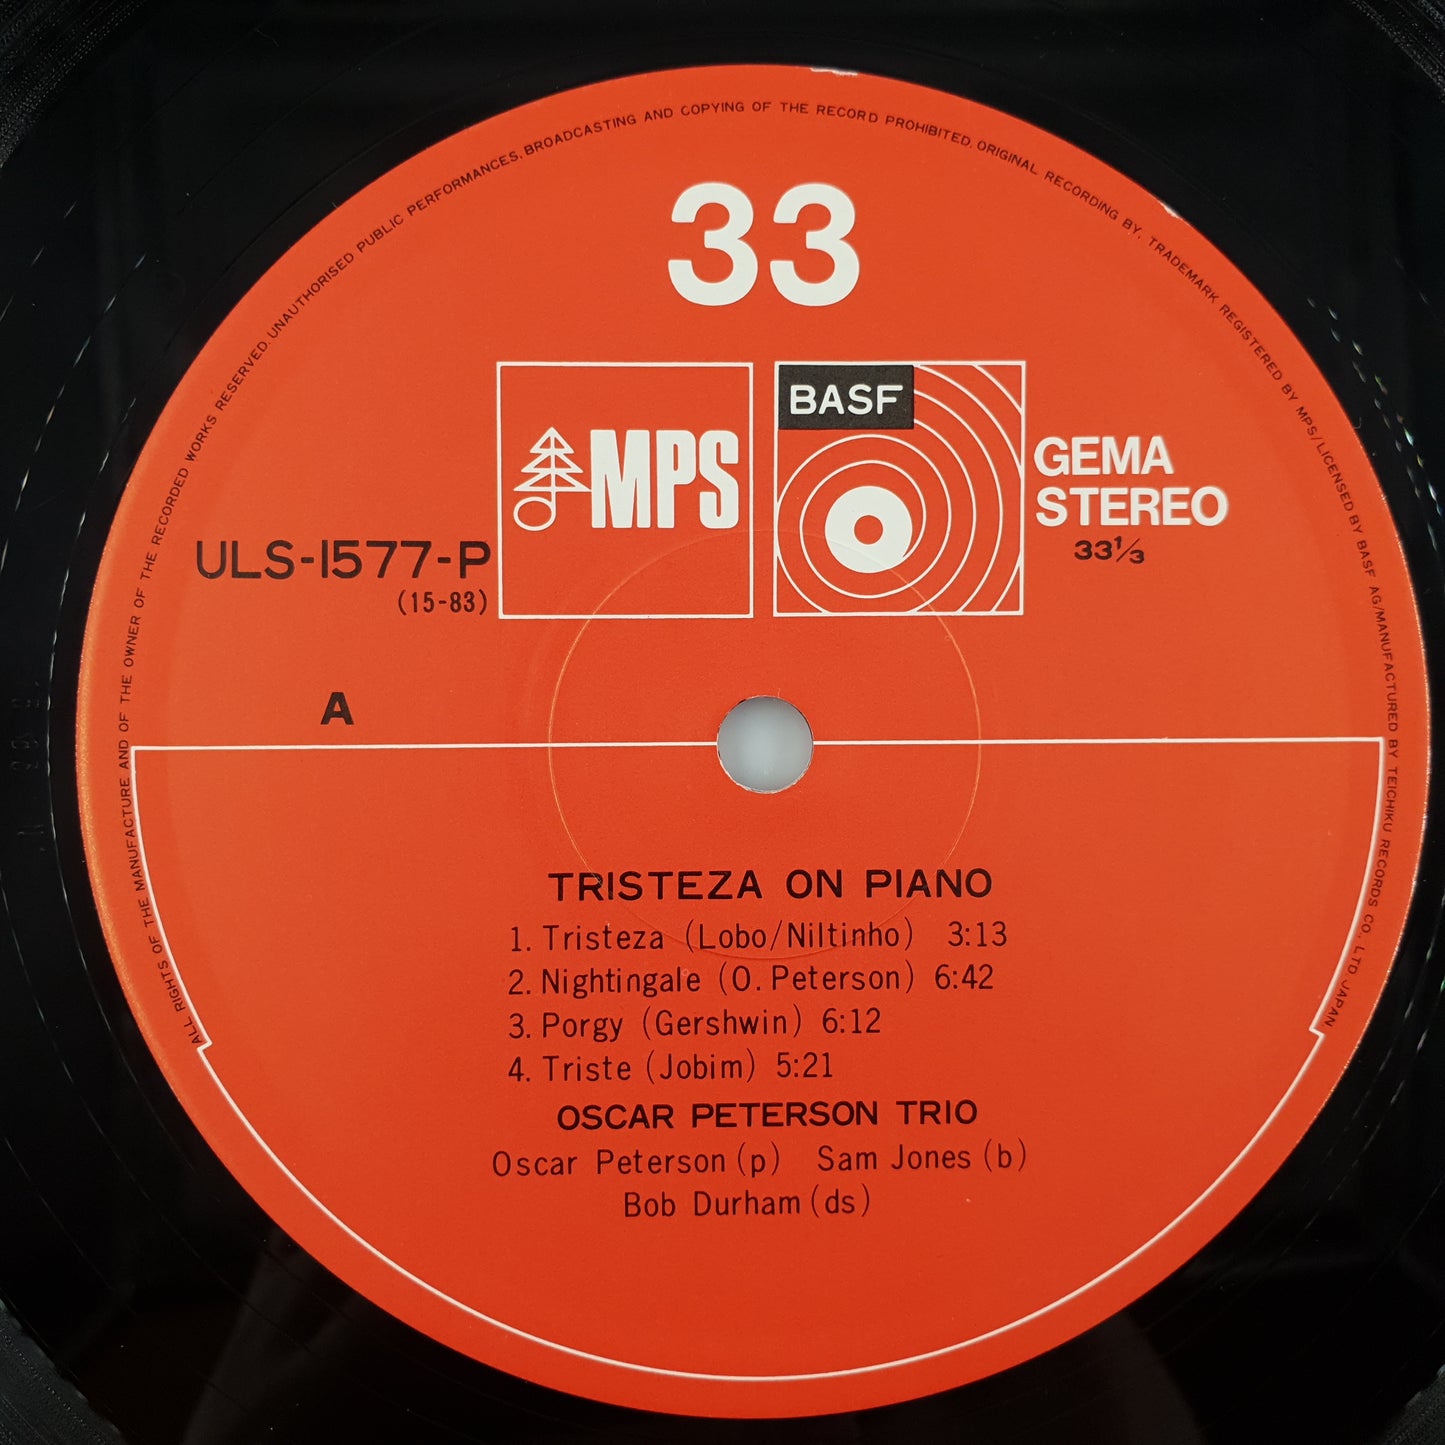 ALL RIGHTS OF THE MANUFACTURE AND OF THE OWNER OF THE RECORDED WORKS RESERVED. UNAUTHORISED PUBLIC PERFORMANCES, BROADCASTING AND COPYING OF THE RECORD PROHIBITED. ORIGINAL RECORDING BY, TRADEMARK REGISTERED BY MPS/LICENSED BY BASF AG/MANUFACTURED BY TEICHIKU RECORDS CO., LTD. JAPAN
33
MPS
BASF
GEMA
STEREO
33⅓
ULS-1577-P
(15-83)
A
TRISTEZA ON PIANO
1. Tristeza (Lobo/Niltinho) 3:13
2. Nightingale (O. Peterson) 6:42
3. Porgy (Gershwin) 6:12
4. Triste (Jobim) 5:21
OSCAR PETERSON TRIO
Oscar Peterson (p) Sam Jones (b)
Bob Durham (ds)